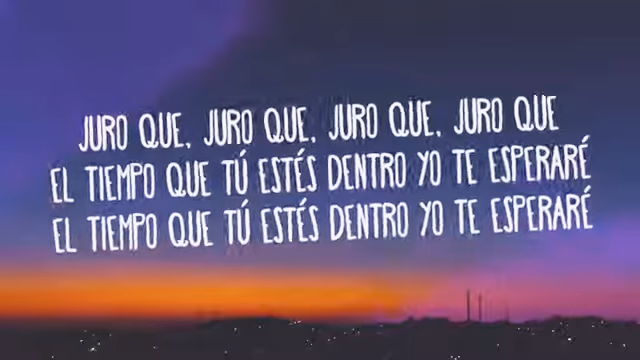 JURO QUE, JURO QUE, JURO QUE, JURO QUE
EL TIEMPO QUE TÚ ESTÉS DENTRO YO TE ESPERARÉ
EL TIEMPO QUE TÚ ESTÉS DENTRO YO TE ESPERARÉ